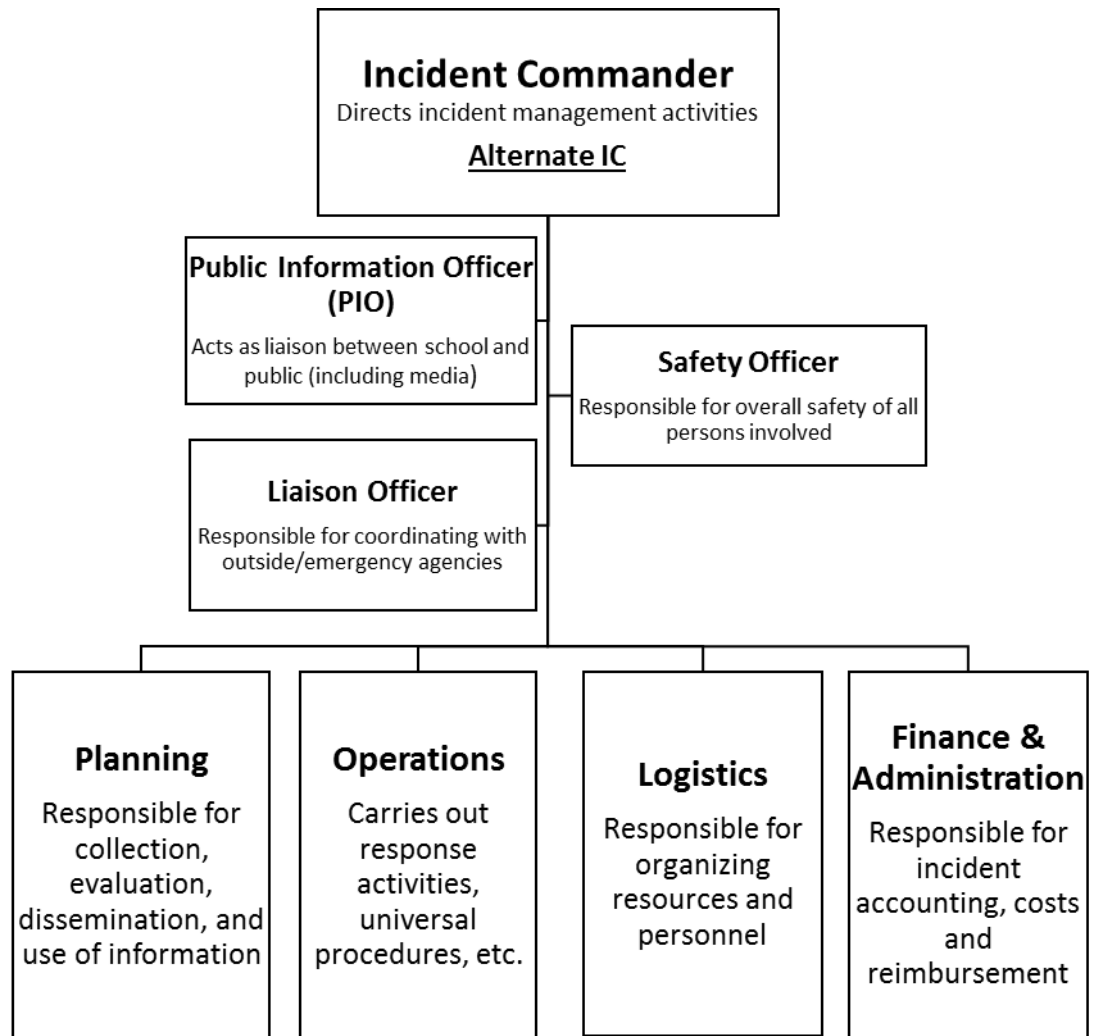 Incident Commander
Directs incident management activities
Alternate IC
Public Information Officer
(PIO)
Acts as liaison between school and
public (including media)
Safety Officer
Responsible for overall safety of all
persons involved
Liaison Officer
Responsible for coordinating with
outside/emergency agencies
Planning
Responsible for
collection,
evaluation,
dissemination, and
use of information
Operations
Carries out
response
activities,
universal
procedures, etc.
Logistics
Responsible for
organizing
resources and
personnel
Finance &
Administration
Responsible for
incident
accounting, costs
and
reimbursement